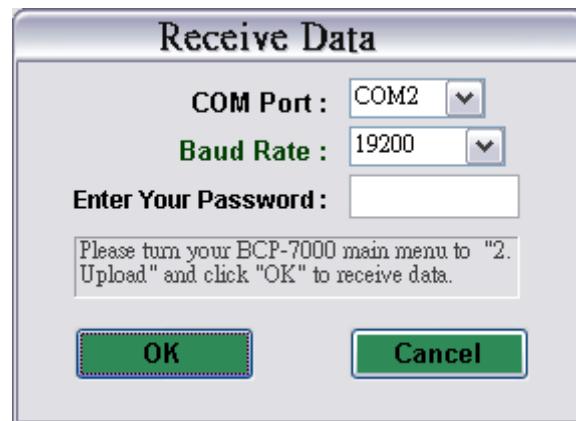 Receive Data
COM Port : COM2
Baud Rate : 19200
Enter Your Password :
Please turn your BCP-7000 main menu to "2.
Upload" and click "OK" to receive data.
OK Cancel